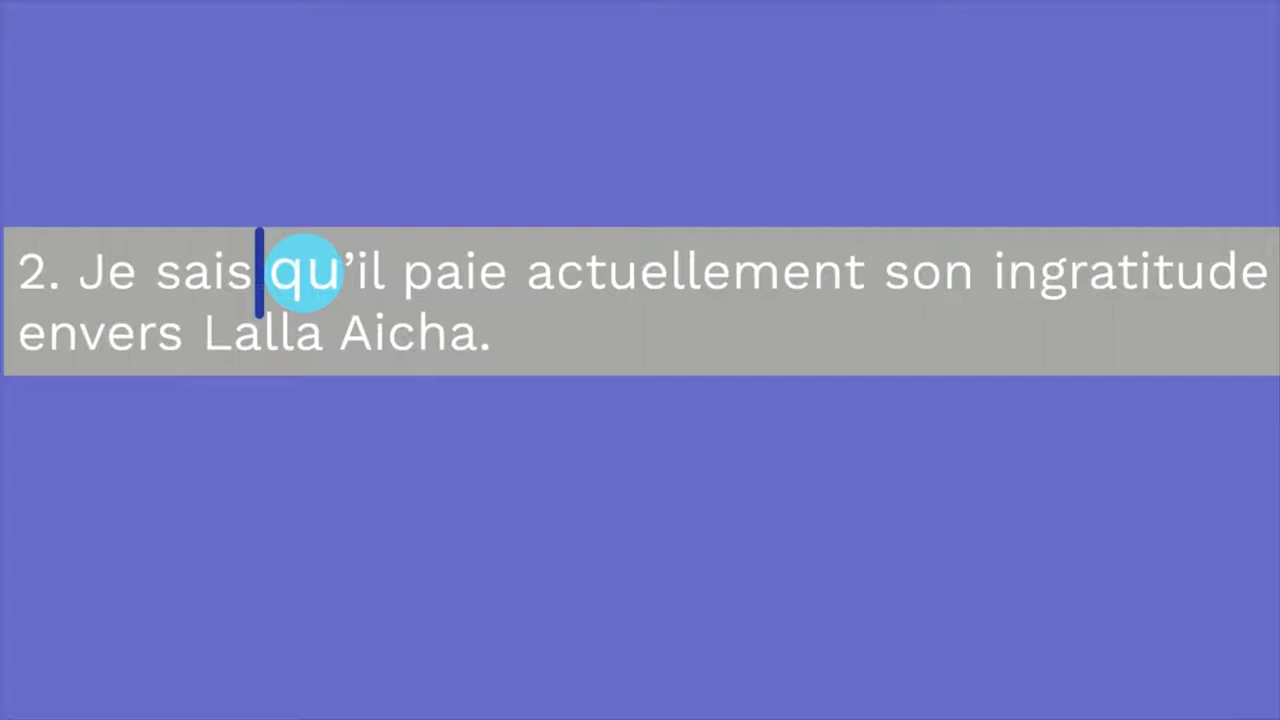 2. Je sais qu’il paie actuellement son ingratitude
envers Lalla Aicha.